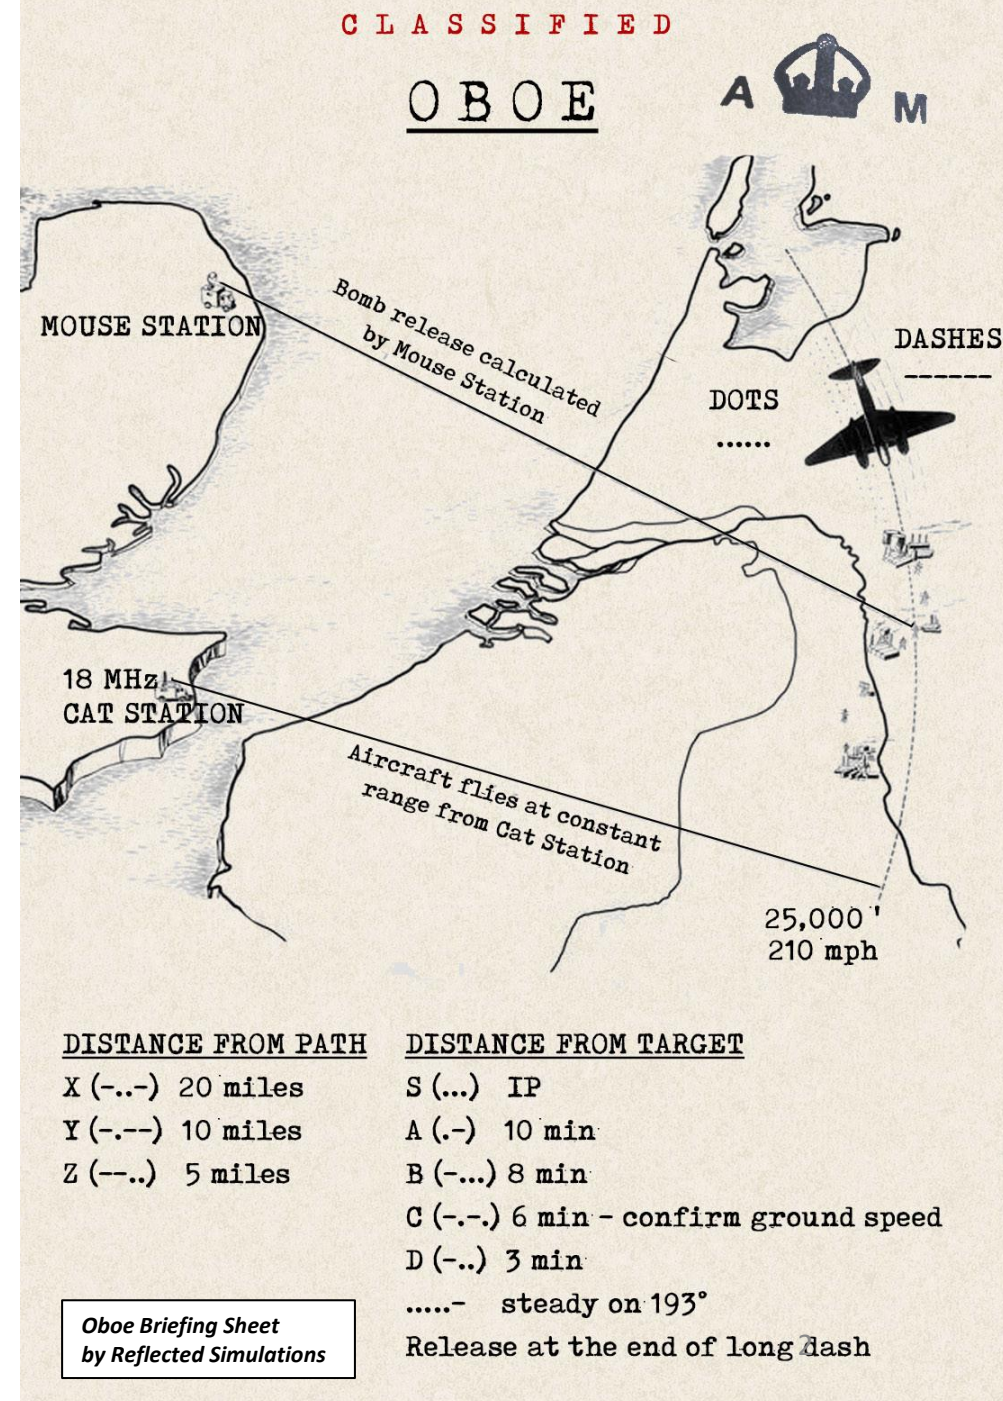 CLASSIFIED
OBOE
A M
MOUSE STATION
Bomb release calculated
by Mouse Station
DASHES
------
DOTS
......
18 MHz
CAT STATION
Aircraft flies at constant
range from Cat Station
25,000 '
210 mph
DISTANCE FROM PATH
X (-..-) 20 miles
Y (-.--) 10 miles
Z (--..) 5 miles
DISTANCE FROM TARGET
S (...) IP
A (.-) 10 min
B (-...) 8 min
C (-.-.) 6 min - confirm ground speed
D (-..) 3 min
.....- steady on 193°
Release at the end of long dash
2
Oboe Briefing Sheet
by Reflected Simulations